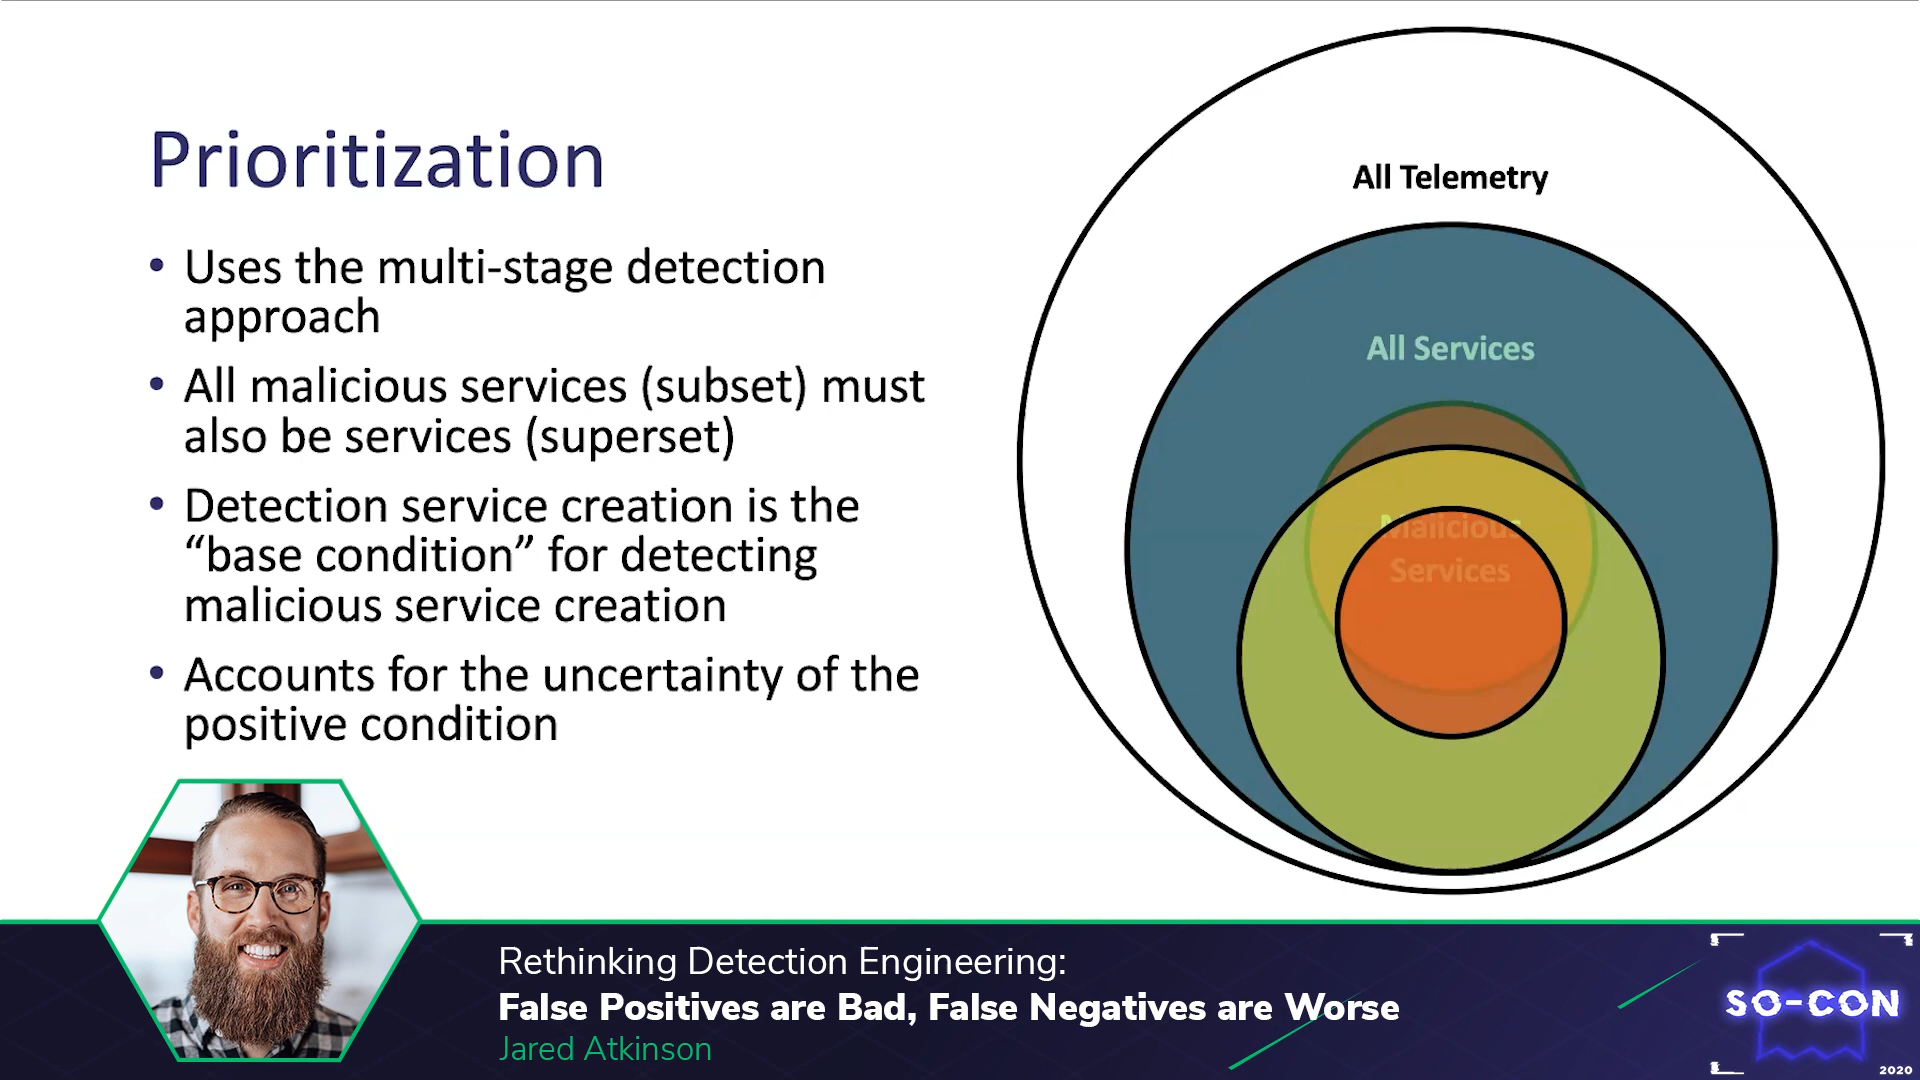 Prioritization
• Uses the multi-stage detection
approach
• All malicious services (subset) must
also be services (superset)
• Detection service creation is the
“base condition” for detecting
malicious service creation
• Accounts for the uncertainty of the
positive condition
All Telemetry
All Services
Malicious
Services
Rethinking Detection Engineering:
False Positives are Bad, False Negatives are Worse
Jared Atkinson
SO-CON
2020